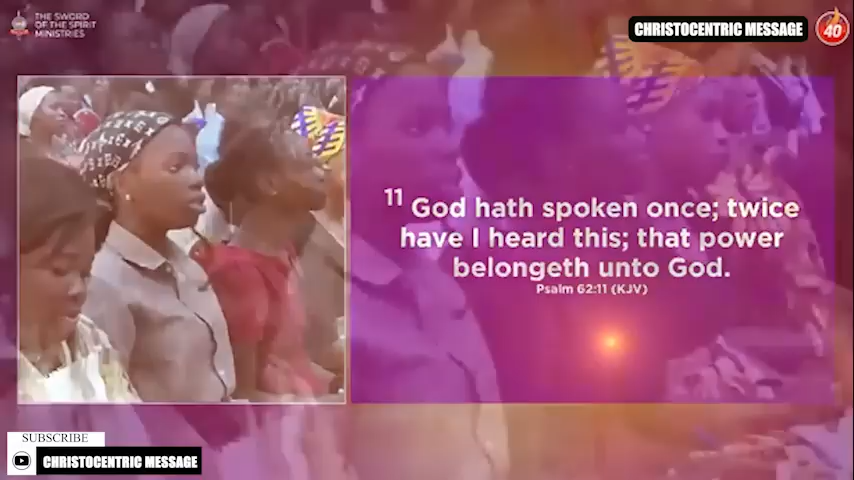 THE SWORD
OF THE SPIRIT
MINISTRIES
CHRISTOCENTRIC MESSAGE
40
11 God hath spoken once; twice
have I heard this; that power
belongeth unto God.
Psalm 62:11 (KJV)
SUBSCRIBE
CHRISTOCENTRIC MESSAGE